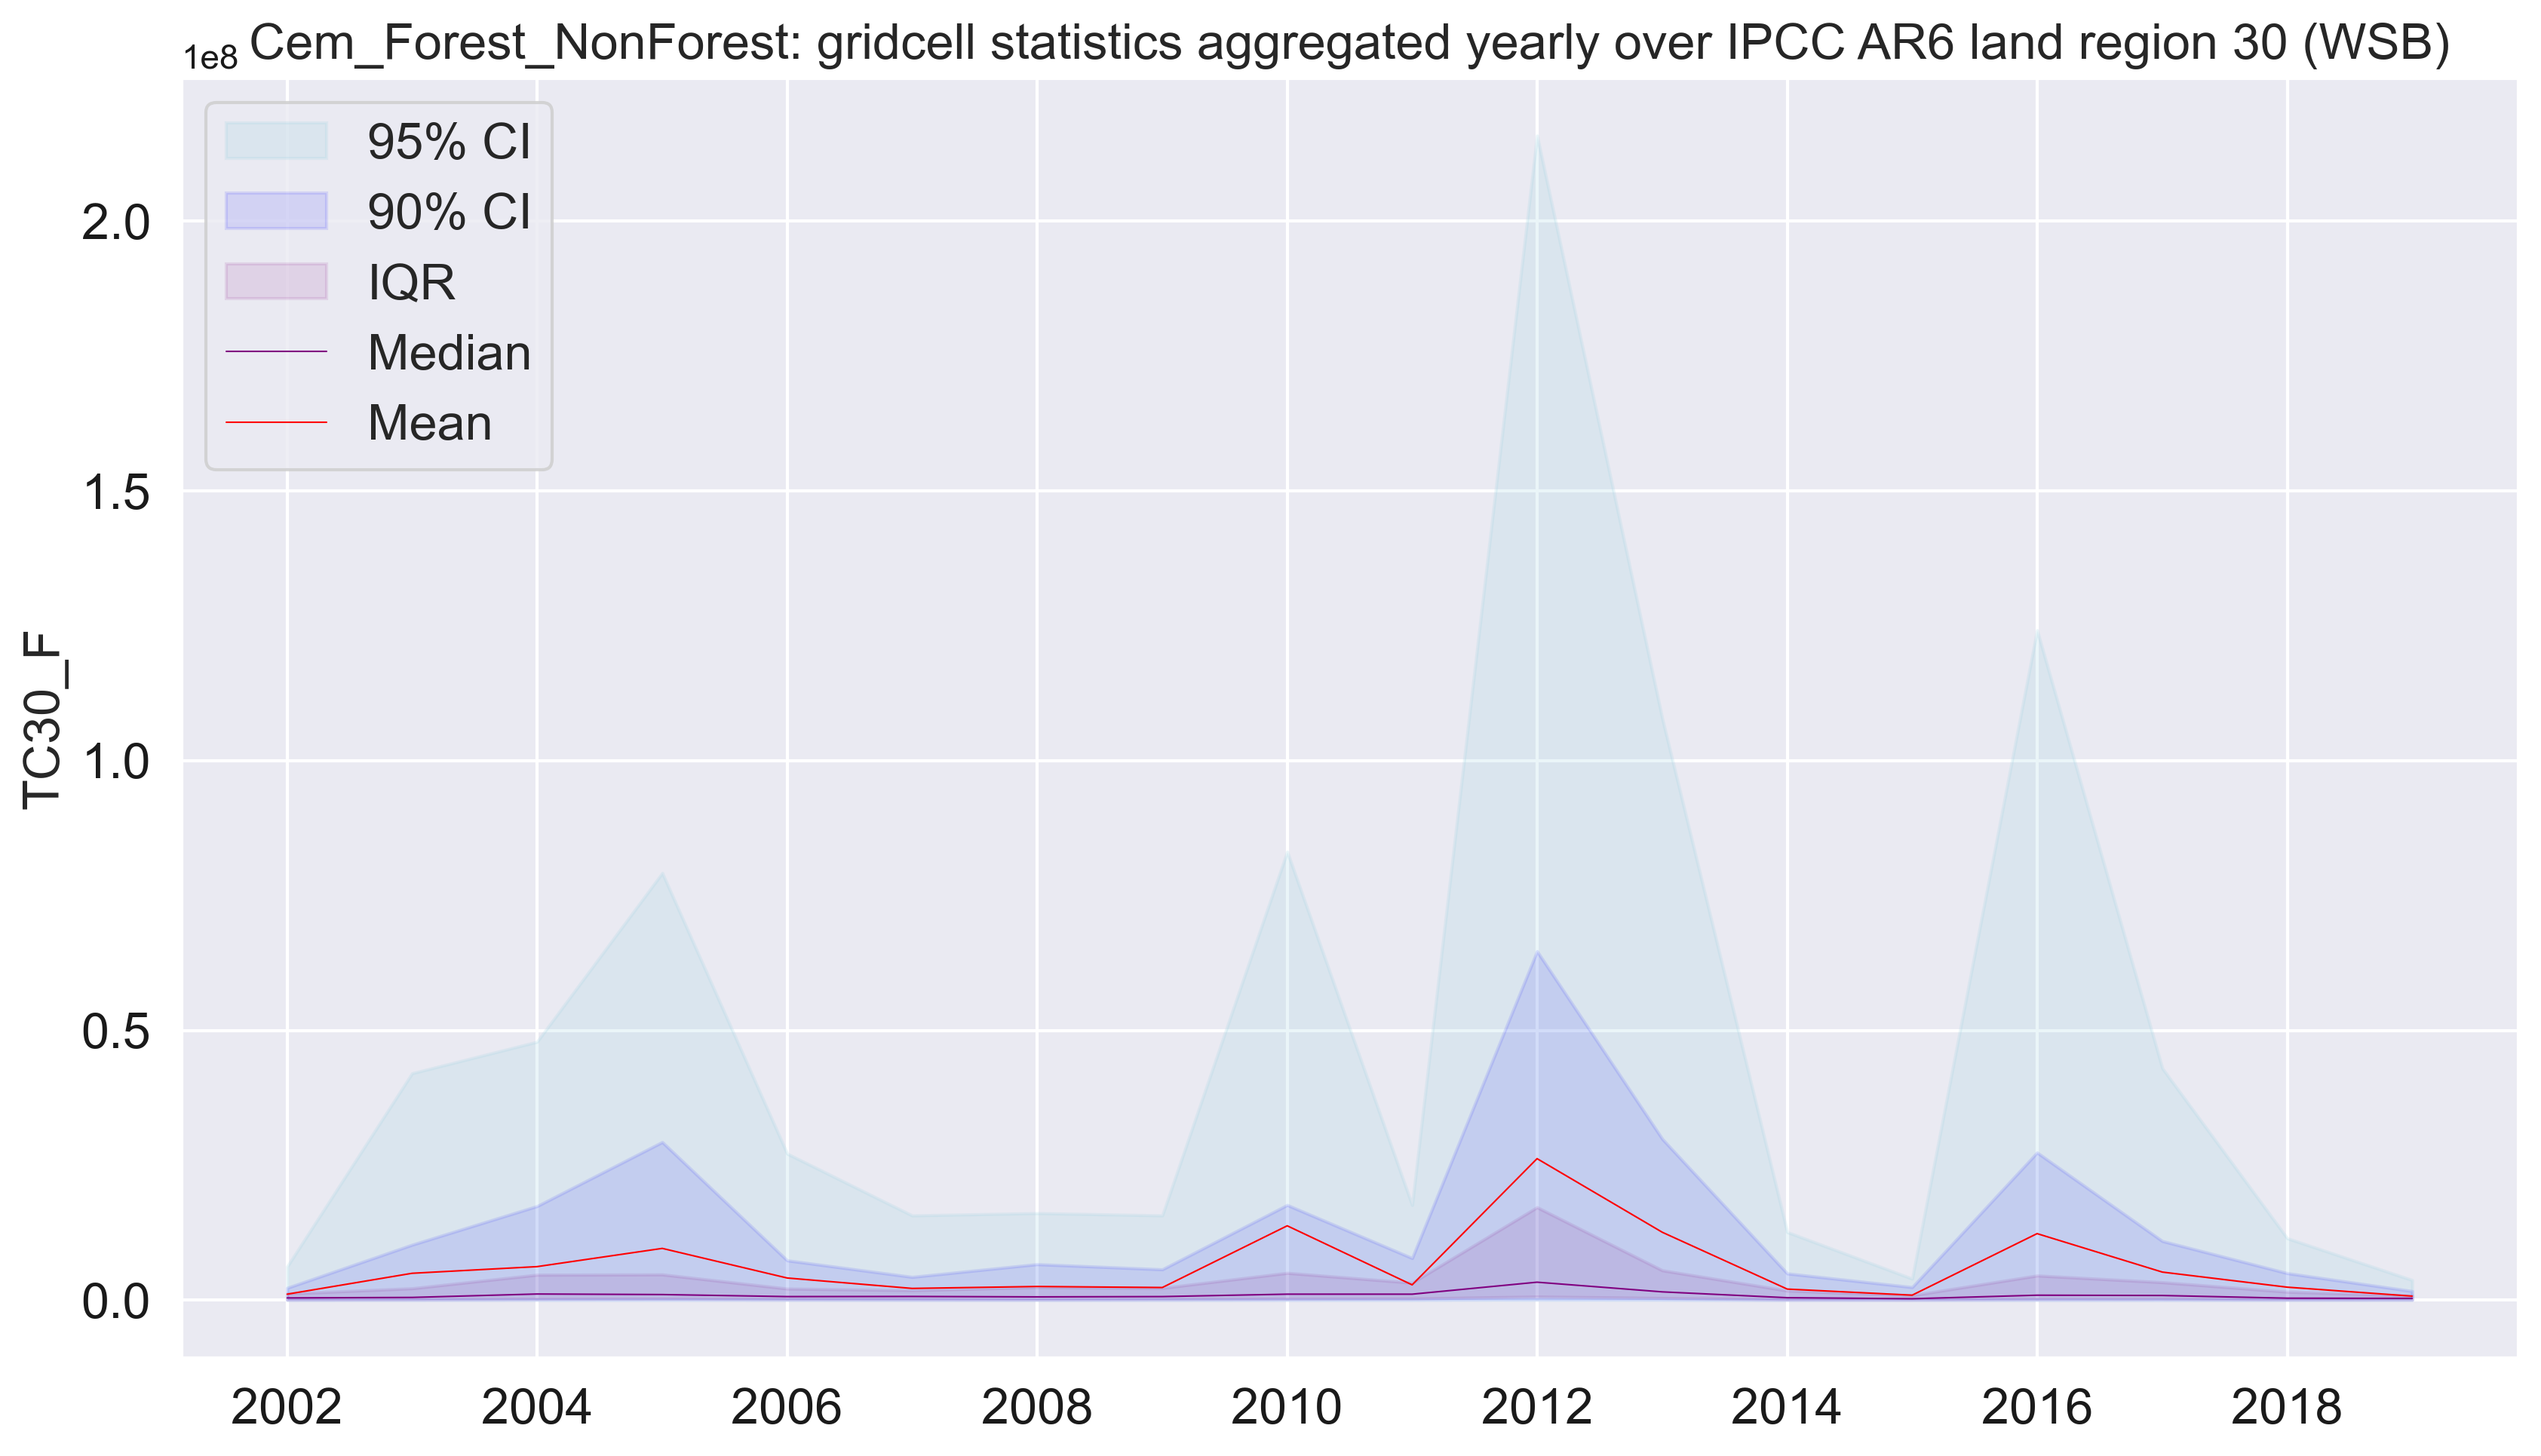 Cem_Forest_NonForest: gridcell statistics aggregated yearly over IPCC AR6 land region 30 (WSB)
1e8
95% CI
90% CI
IQR
Median
Mean
TC30_F
2.0
1.5
1.0
0.5
0.0
2002 2004 2006 2008 2010 2012 2014 2016 2018